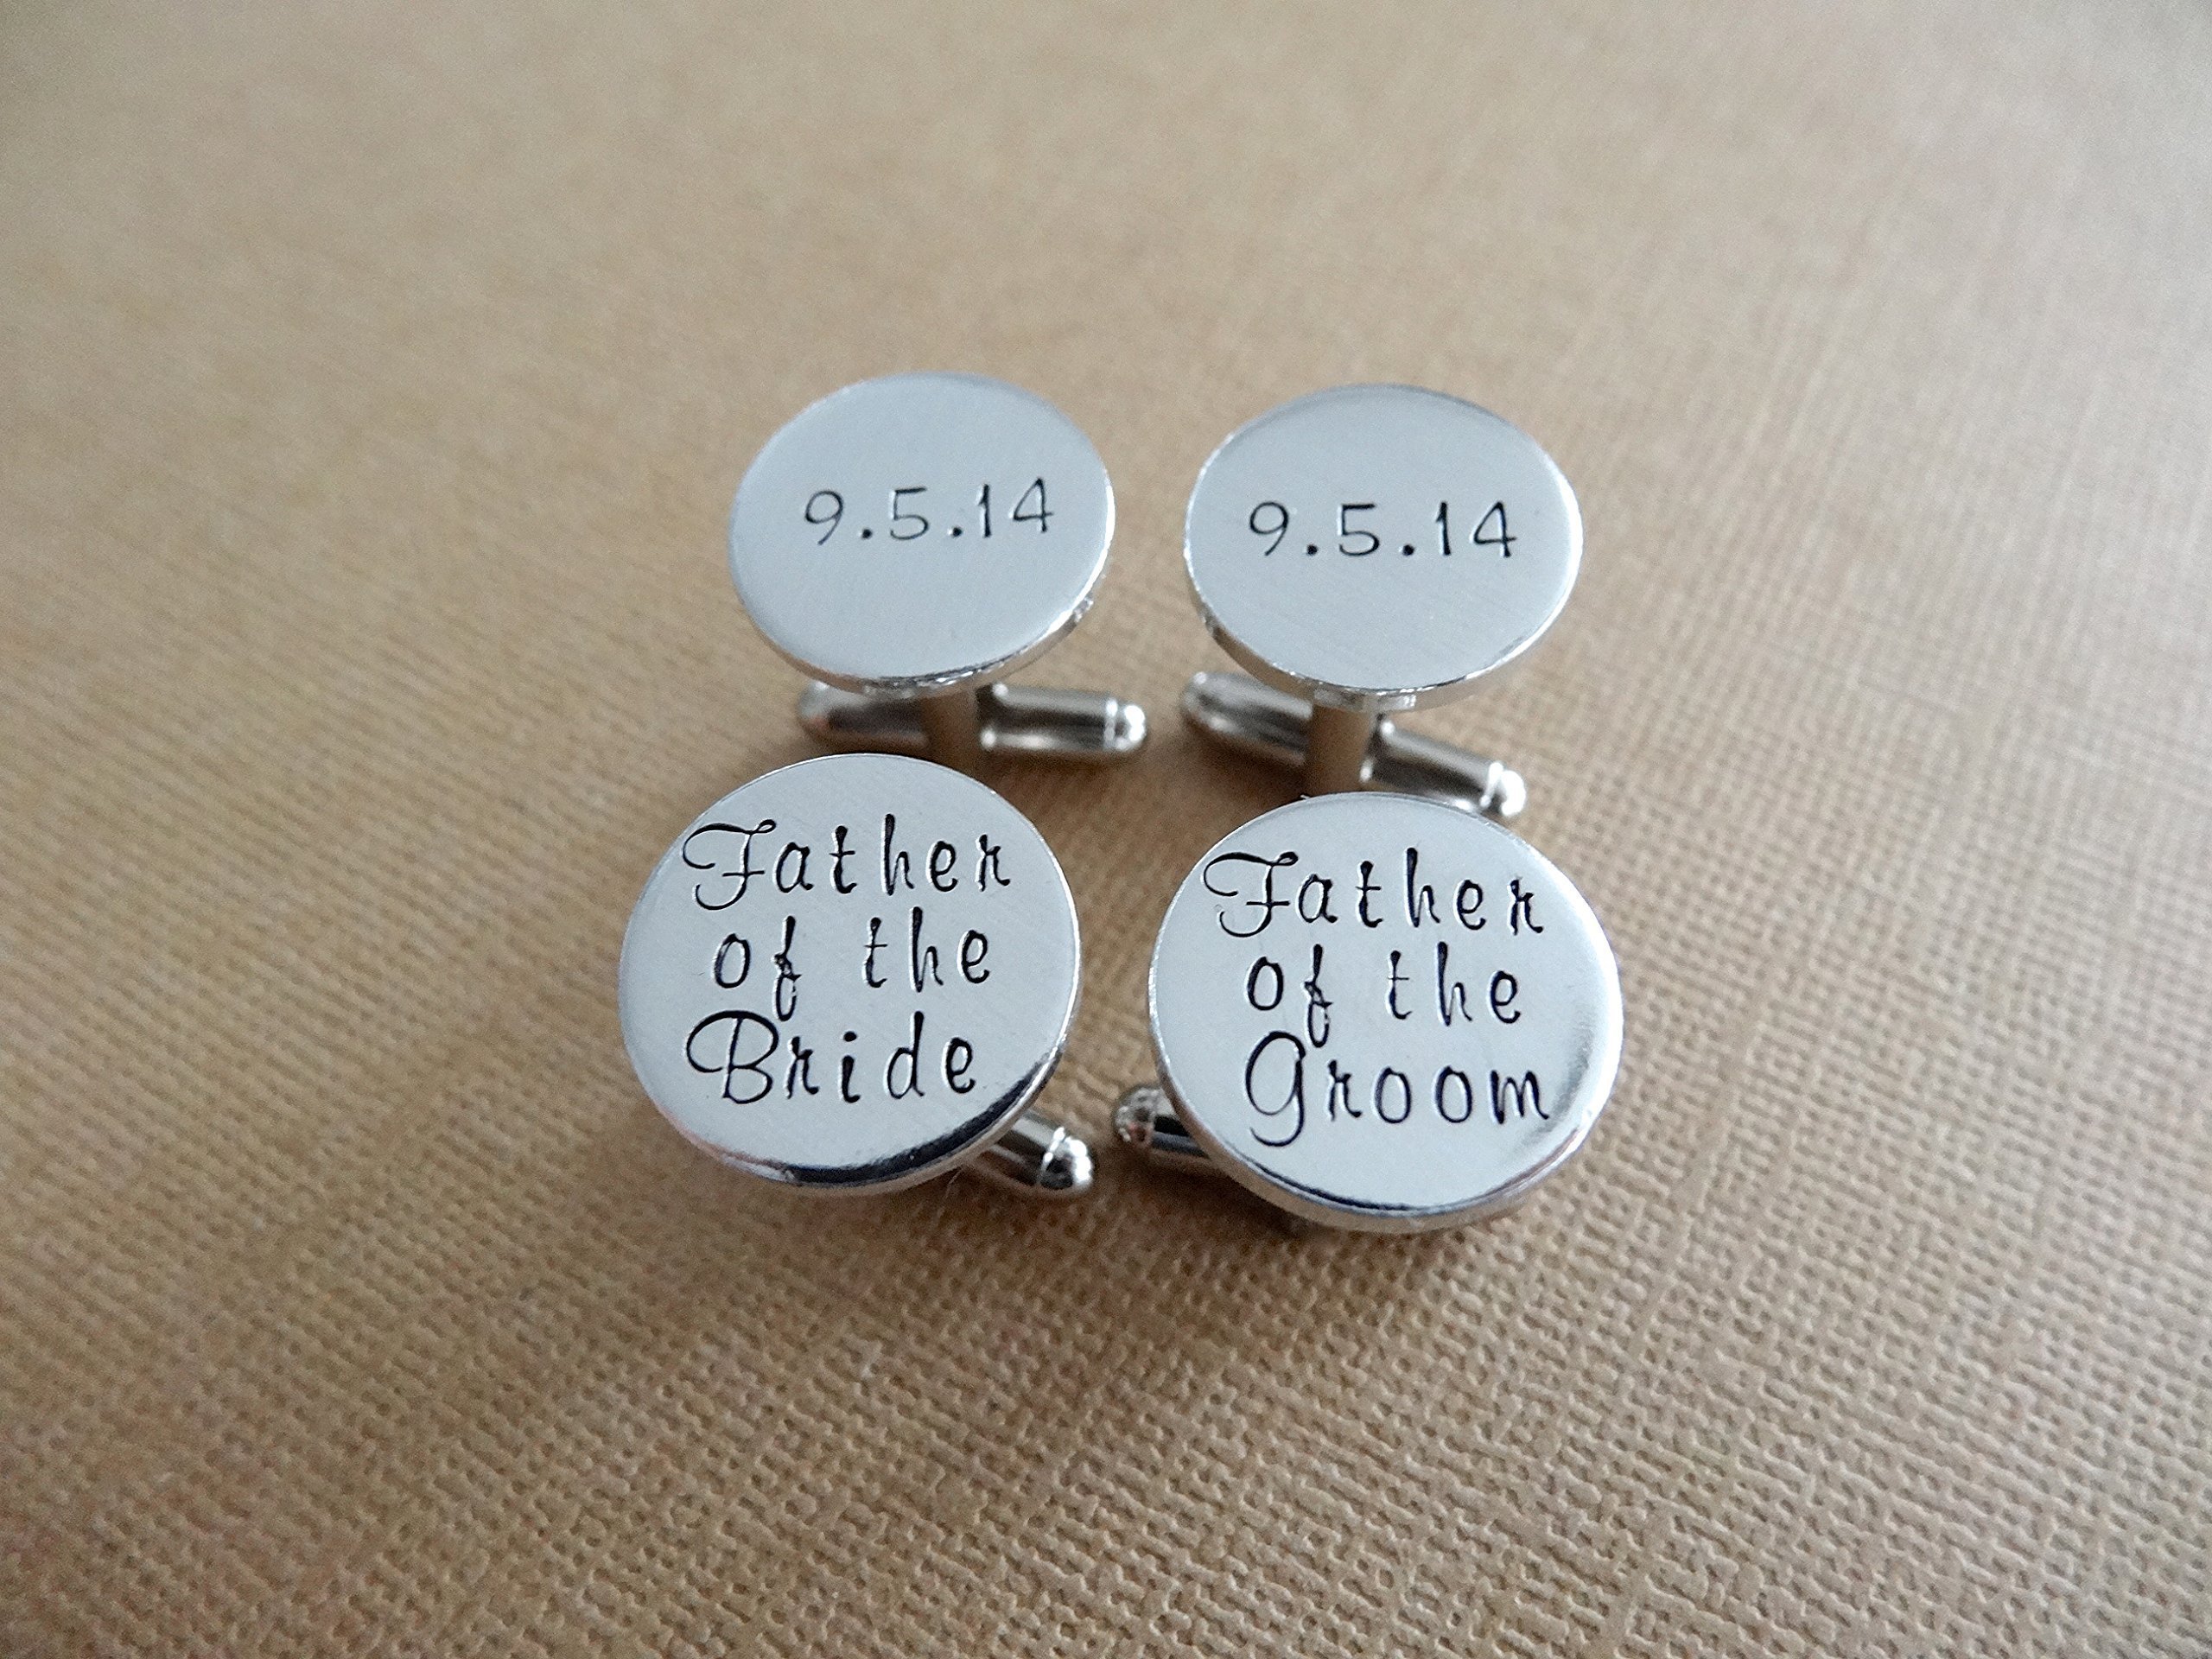 9.5.14
9.5.14
Father
of the
Bride
Father
of the
Groom